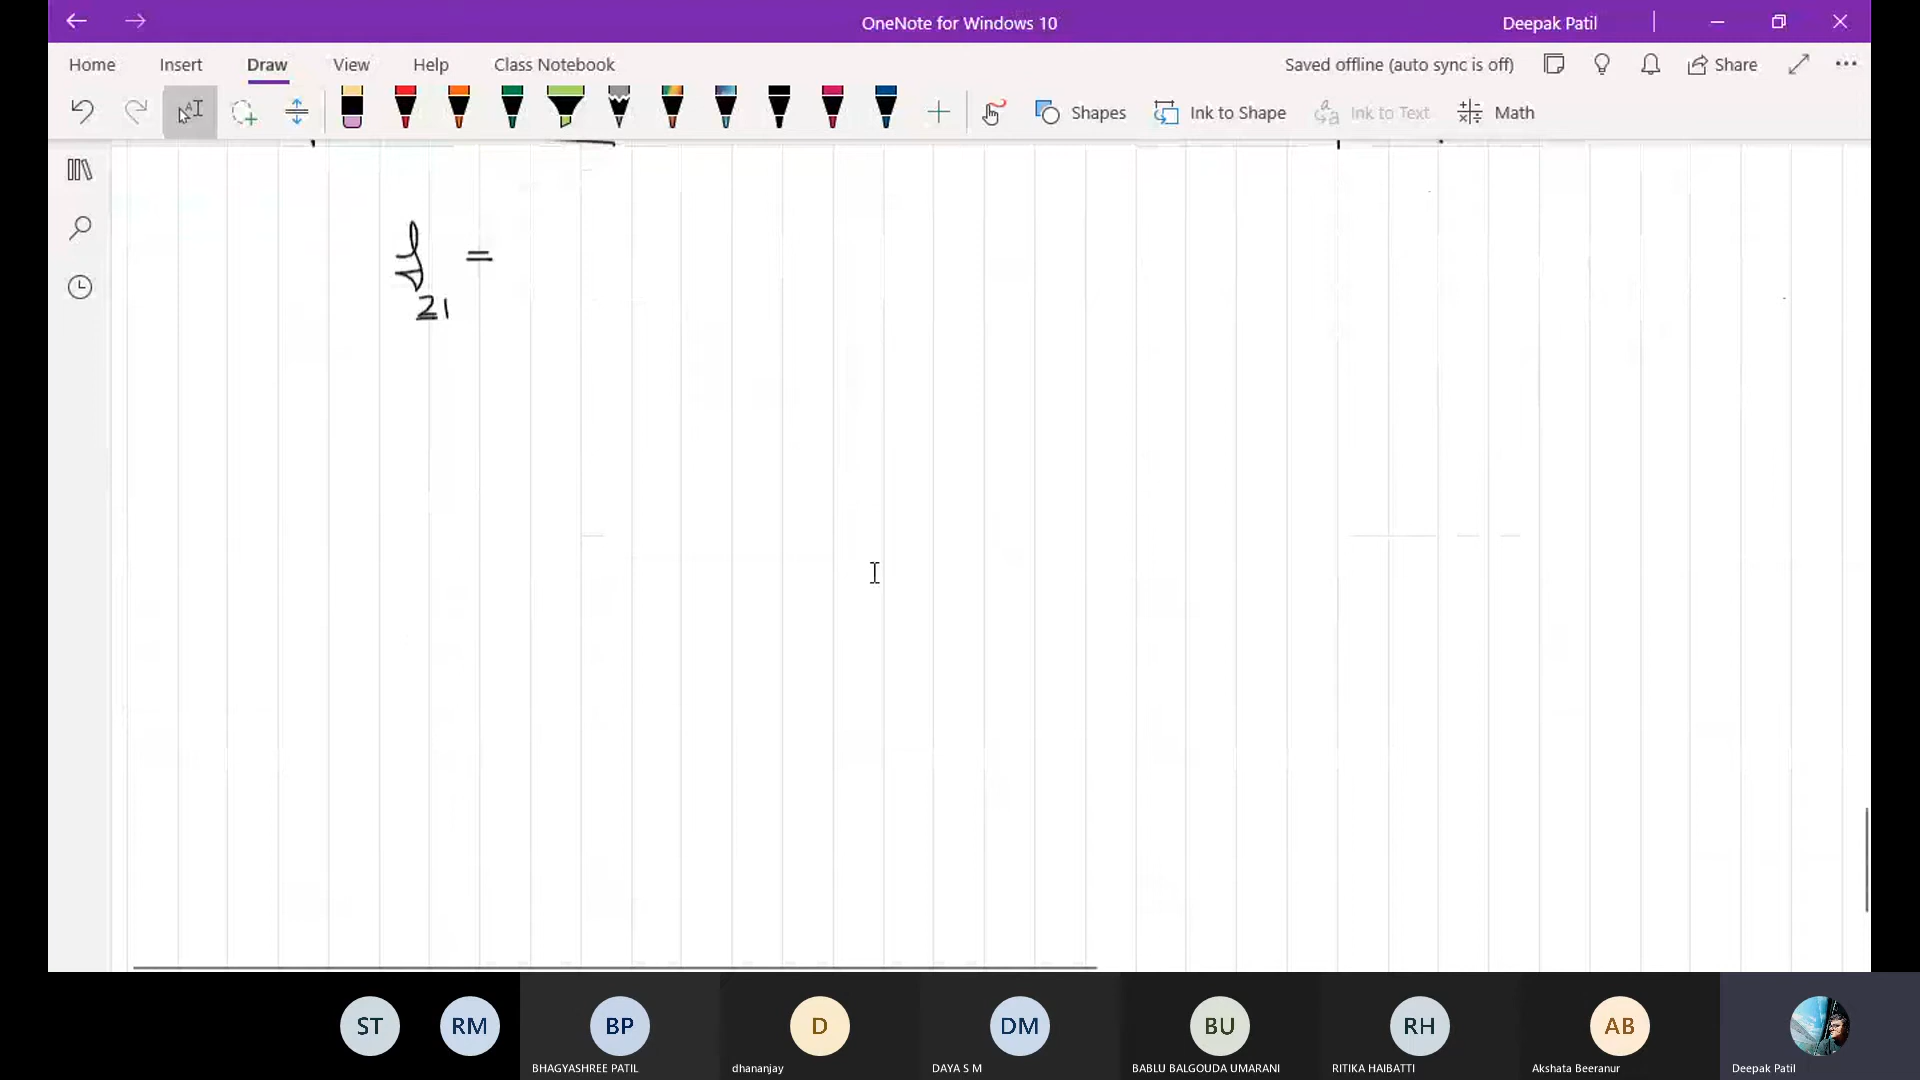 OneNote for Windows 10
Deepak Patil
Home Insert Draw View Help Class Notebook
Saved offline (auto sync is off) Share
Shapes Ink to Shape Ink to Text Math
=
21
ST RM BP D DM BU RH AB
BHAGYASHREE PATIL dhananjay DAYA S M BABLU BALGOUDA UMARANI RITIKA HAIBATTI Akshata Beeranur Deepak Patil